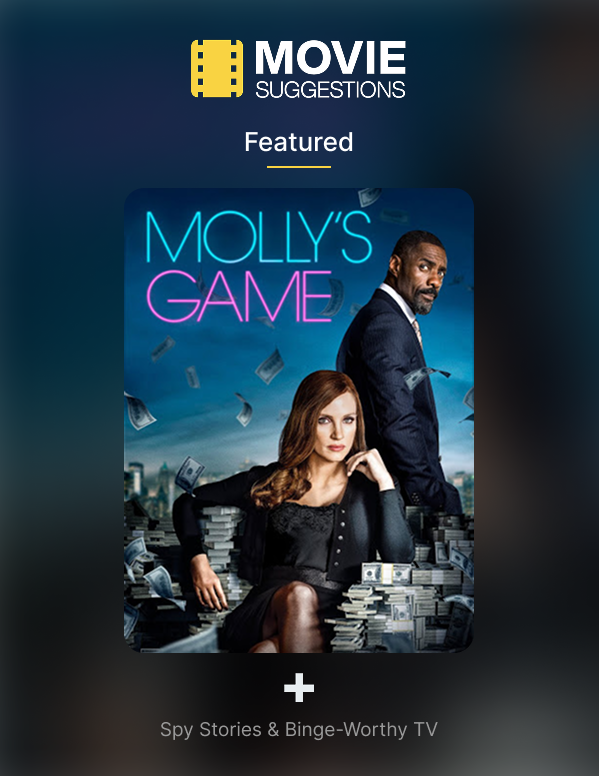 MOVIE
SUGGESTIONS
Featured
MOLLY'S
GAME
+
Spy Stories & Binge-Worthy TV